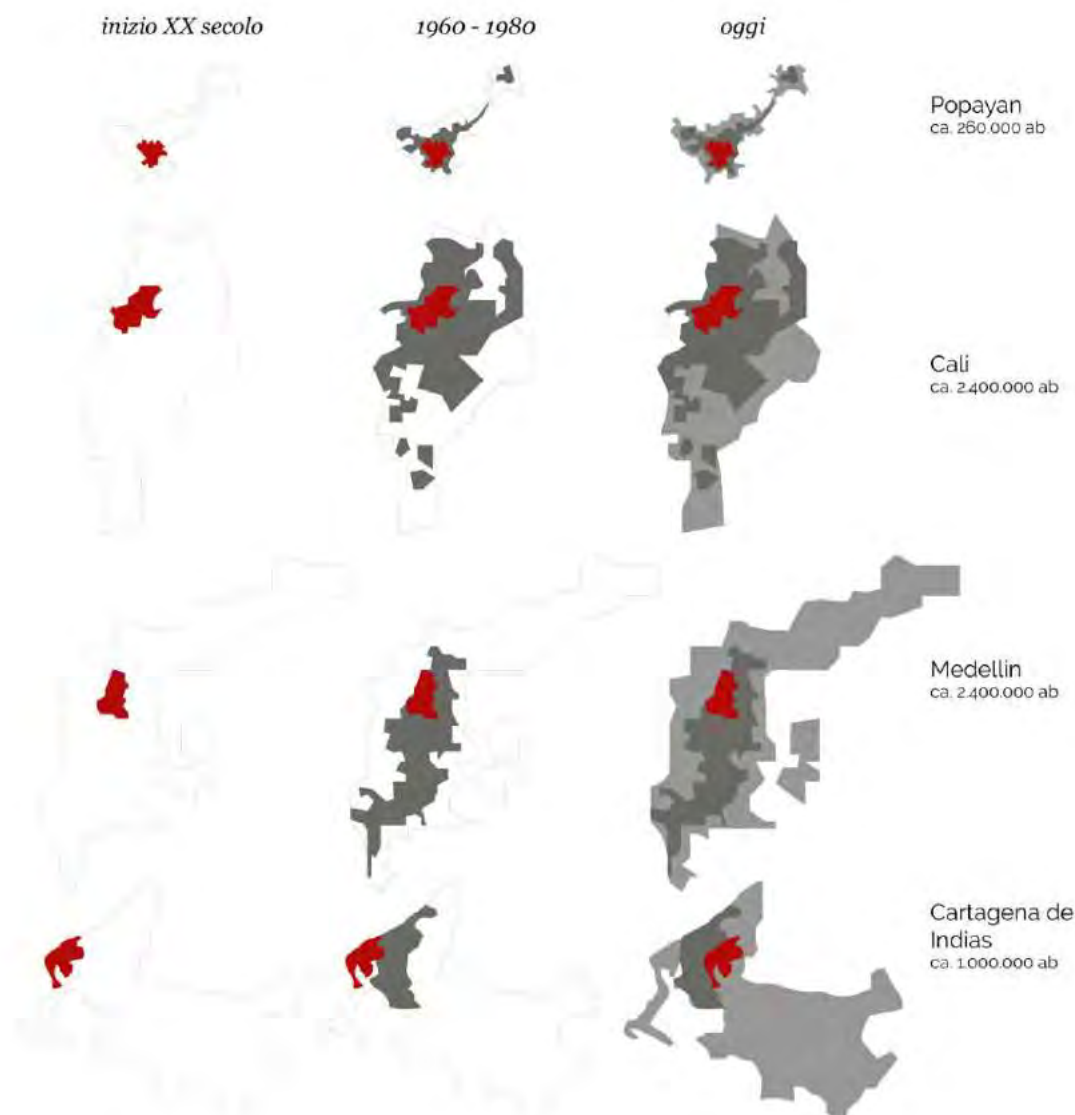 inizio XX secolo
1960 - 1980
oggi
Popayan
ca. 260.000 ab
Cali
ca. 2.400.000 ab
Medellin
ca. 2.400.000 ab
Cartagena de
Indias
ca. 1.000.000 ab